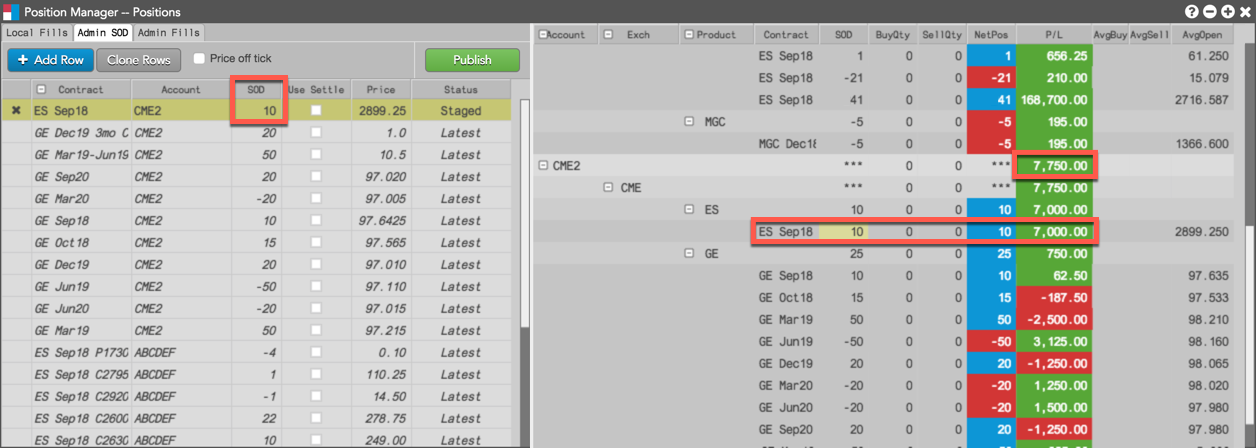 Position Manager -- Positions
Local Fills Admin SOD Admin Fills
+ Add Row Clone Rows Price off tick Publish
Contract Account SOD Use Settle Price Status
ES Sep18 CME2 10 2899.25 Staged
GE Dec19 3mo C CME2 20 1.0 Latest
GE Mar19-Jun19 CME2 50 10.5 Latest
GE Sep20 CME2 20 97.020 Latest
GE Mar20 CME2 -20 97.005 Latest
GE Sep18 CME2 10 97.6425 Latest
GE Oct18 CME2 15 97.565 Latest
GE Dec19 CME2 20 97.010 Latest
GE Jun19 CME2 -50 97.110 Latest
GE Jun20 CME2 -20 97.015 Latest
GE Mar19 CME2 50 97.215 Latest
ES Sep18 P1730 ABCDEF -4 0.10 Latest
ES Sep18 C2795 ABCDEF 1 110.25 Latest
ES Sep18 C2920 ABCDEF -1 14.50 Latest
ES Sep18 C2600 ABCDEF 22 278.75 Latest
ES Sep18 C2630 ABCDEF 10 249.00 Latest
Account Exch Product Contract SOD BuyQty SellQty NetPos P/L AvgBuy AvgSell AvgOpen
ES Sep18 1 0 0 1 656.25 61.250
ES Sep18 -21 0 0 -21 210.00 15.079
ES Sep18 41 0 0 41 168,700.00 2716.587
MGC -5 0 0 -5 195.00
MGC Dec18 -5 0 0 -5 195.00 1366.600
CME2 *** 0 0 *** 7,750.00
CME *** 0 0 *** 7,750.00
ES 10 0 0 10 7,000.00
ES Sep18 10 0 0 10 7,000.00 2899.250
GE 25 0 0 25 750.00
GE Sep18 10 0 0 10 62.50 97.635
GE Oct18 15 0 0 15 -187.50 97.533
GE Mar19 50 0 0 50 -2,500.00 98.210
GE Jun19 -50 0 0 -50 3,125.00 98.160
GE Dec19 20 0 0 20 -1,250.00 98.065
GE Mar20 -20 0 0 -20 1,250.00 98.020
GE Jun20 -20 0 0 -20 1,500.00 97.980
GE Sep20 20 0 0 20 -1,250.00 97.980